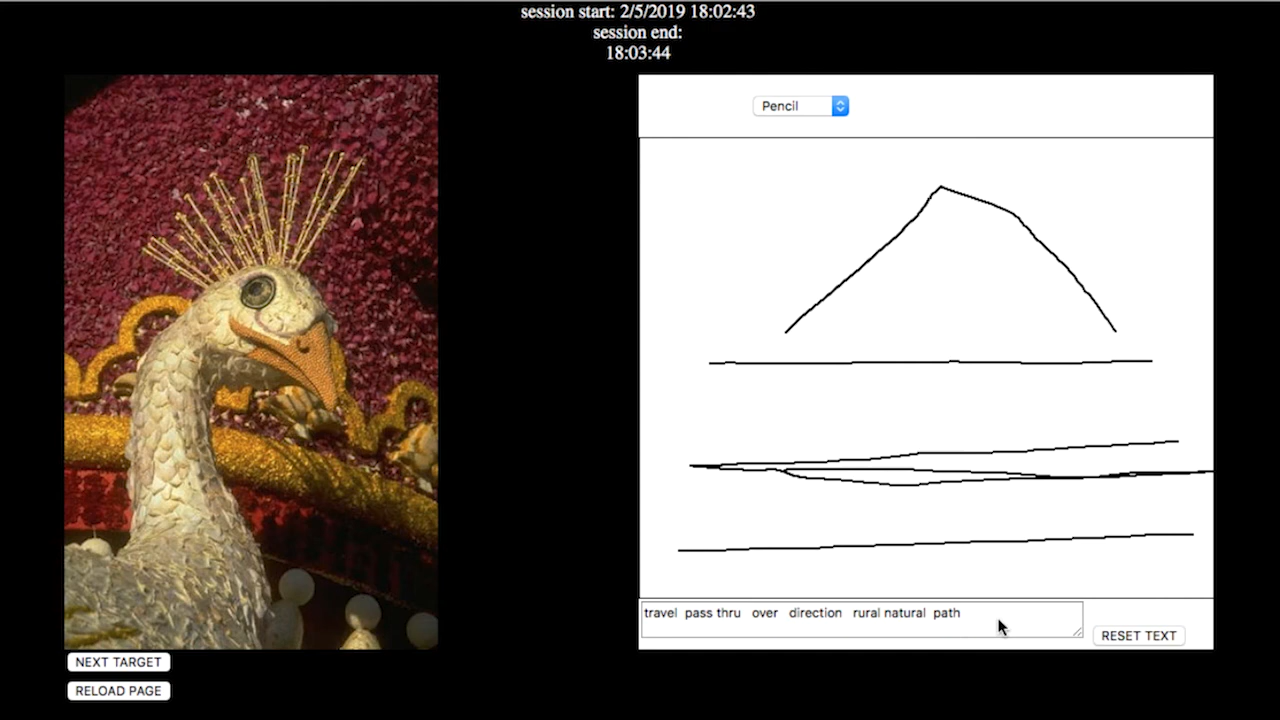 session start: 2/5/2019 18:02:43
session end:
18:03:44
Pencil
travel  pass thru   over   direction   rural natural  path
RESET TEXT
NEXT TARGET
RELOAD PAGE